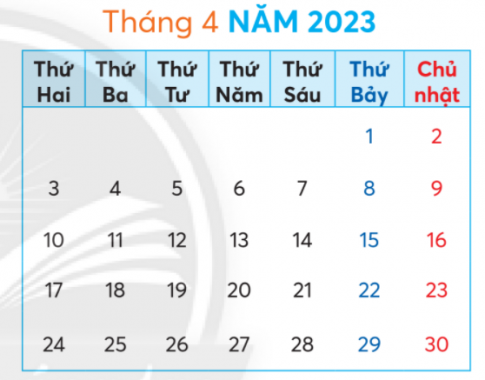 Tháng 4 NĂM 2023
Thứ Hai Thứ Ba Thứ Tư Thứ Năm Thứ Sáu Thứ Bảy Chủ nhật
1 2
3 4 5 6 7 8 9
10 11 12 13 14 15 16
17 18 19 20 21 22 23
24 25 26 27 28 29 30